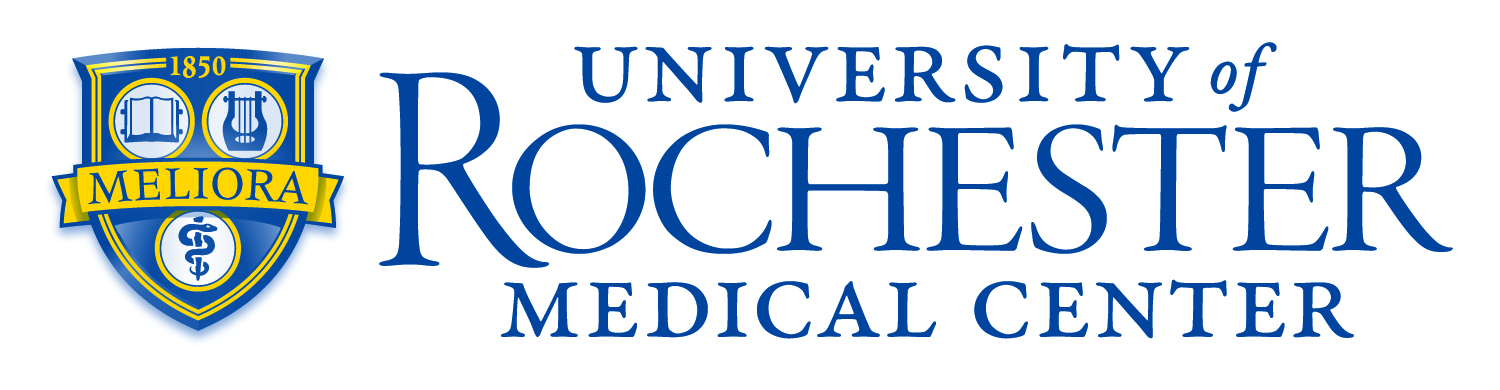 1850
MELIORA
UNIVERSITY of
ROCHESTER
MEDICAL CENTER